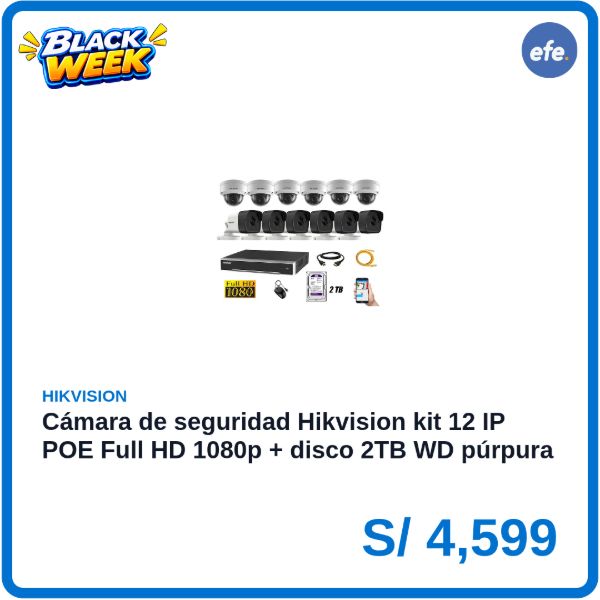 BLACK
WEEK
efe.
Full HD
1080
2 TB
HIKVISION
Cámara de seguridad Hikvision kit 12 IP
POE Full HD 1080p + disco 2TB WD púrpura
S/ 4,599